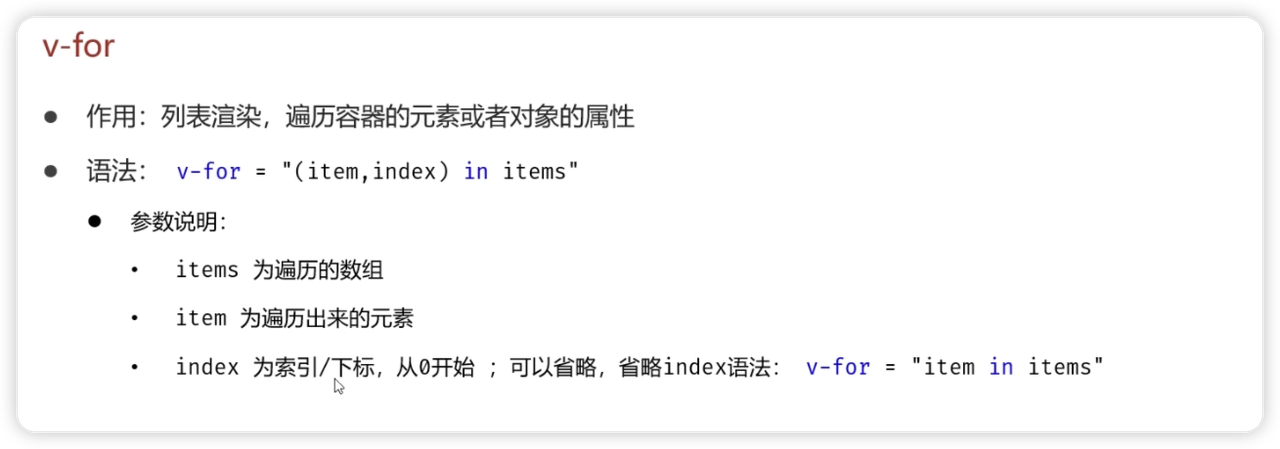 v-for
● 作用：列表渲染，遍历容器的元素或者对象的属性
● 语法： v-for = "(item,index) in items"
● 参数说明：
• items 为遍历的数组
• item 为遍历出来的元素
• index 为索引/下标，从0开始 ；可以省略，省略index语法： v-for = "item in items"